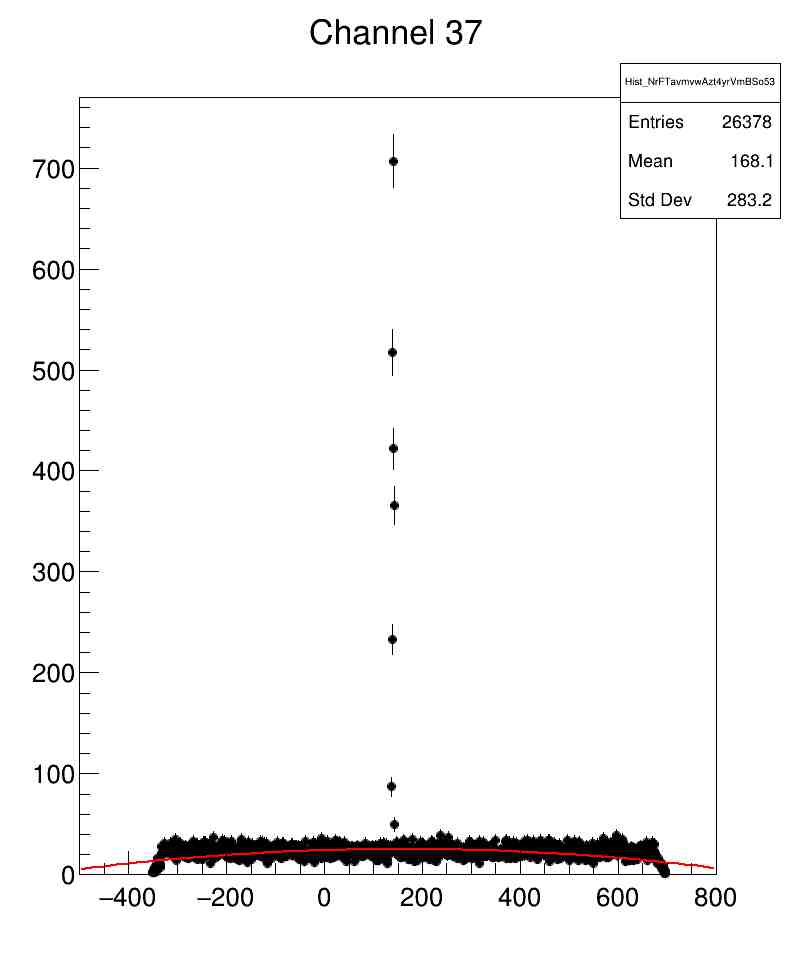 Channel 37
Hist_NrFTavmvwAzt4yrVmBSo53
Entries 26378
Mean 168.1
Std Dev 283.2
700
600
500
400
300
200
100
0
−400 −200 0 200 400 600 800